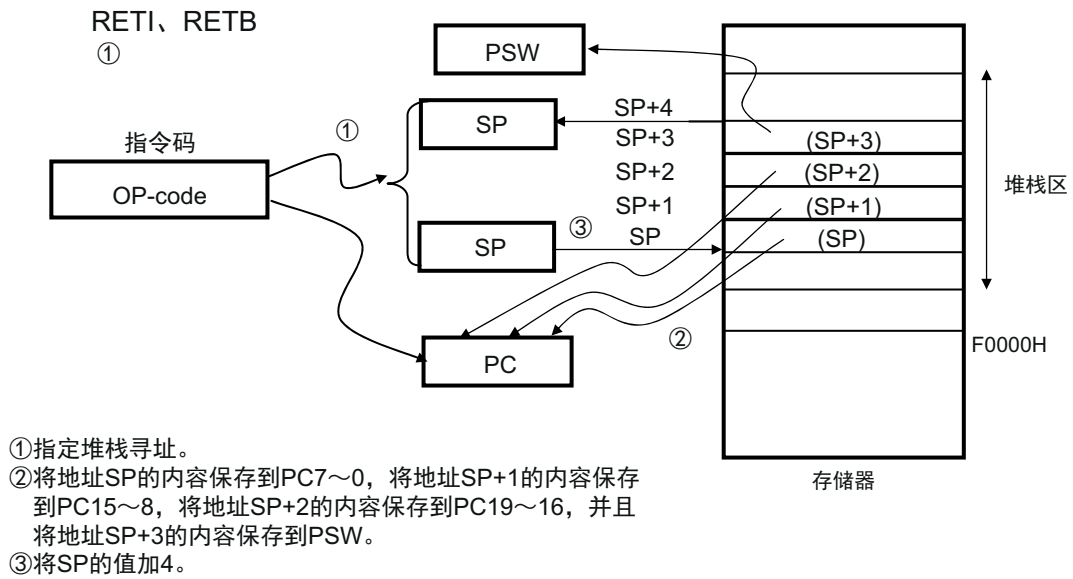 RETI、RETB
①
PSW
SP+4
SP
SP+3
(SP+3)
①
指令码
OP-code
SP+2
(SP+2)
堆栈区
SP+1
(SP+1)
③
SP
SP
(SP)
②
PC
F0000H
存储器
①指定堆栈寻址。
②将地址SP的内容保存到PC7～0，将地址SP+1的内容保存
到PC15～8，将地址SP+2的内容保存到PC19～16，并且
将地址SP+3的内容保存到PSW。
③将SP的值加4。